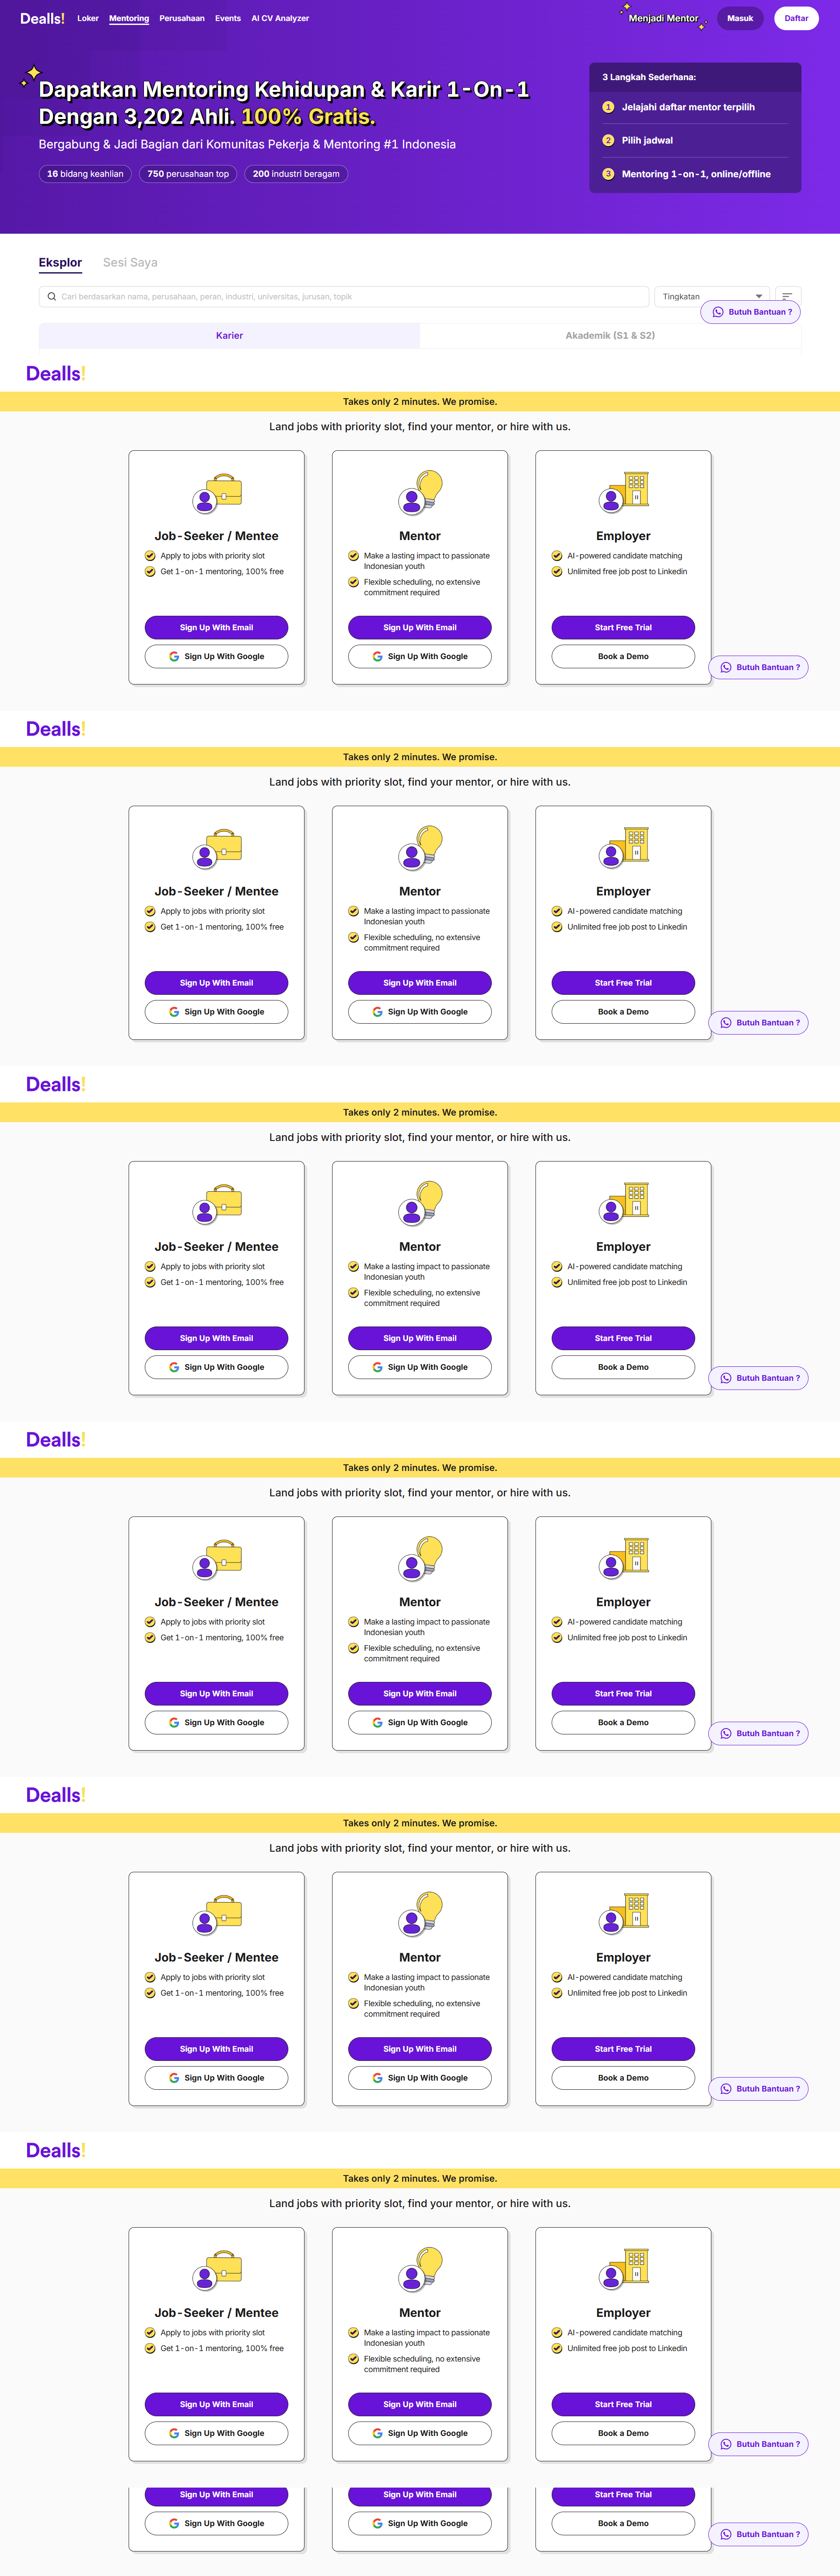 Dealls! Loker Mentoring Perusahaan Events AI CV Analyzer Menjadi Mentor Masuk Daftar
Dapatkan Mentoring Kehidupan & Karir 1-On-1
Dengan 3,202 Ahli. 100% Gratis.
Bergabung & Jadi Bagian dari Komunitas Pekerja & Mentoring #1 Indonesia
16 bidang keahlian 750 perusahaan top 200 industri beragam
3 Langkah Sederhana:
1 Jelajahi daftar mentor terpilih
2 Pilih jadwal
3 Mentoring 1-on-1, online/offline
Eksplor Sesi Saya
Cari berdasarkan nama, perusahaan, peran, industri, universitas, jurusan, topik Tingkatan
Butuh Bantuan ?
Karier Akademik (S1 & S2)
Dealls!
Takes only 2 minutes. We promise.
Land jobs with priority slot, find your mentor, or hire with us.
Job-Seeker / Mentee
Apply to jobs with priority slot
Get 1-on-1 mentoring, 100% free
Sign Up With Email
Sign Up With Google
Mentor
Make a lasting impact to passionate
Indonesian youth
Flexible scheduling, no extensive
commitment required
Sign Up With Email
Sign Up With Google
Employer
AI-powered candidate matching
Unlimited free job post to Linkedin
Start Free Trial
Book a Demo
Butuh Bantuan ?
Dealls!
Takes only 2 minutes. We promise.
Land jobs with priority slot, find your mentor, or hire with us.
Job-Seeker / Mentee
Apply to jobs with priority slot
Get 1-on-1 mentoring, 100% free
Sign Up With Email
Sign Up With Google
Mentor
Make a lasting impact to passionate
Indonesian youth
Flexible scheduling, no extensive
commitment required
Sign Up With Email
Sign Up With Google
Employer
AI-powered candidate matching
Unlimited free job post to Linkedin
Start Free Trial
Book a Demo
Butuh Bantuan ?
Dealls!
Takes only 2 minutes. We promise.
Land jobs with priority slot, find your mentor, or hire with us.
Job-Seeker / Mentee
Apply to jobs with priority slot
Get 1-on-1 mentoring, 100% free
Sign Up With Email
Sign Up With Google
Mentor
Make a lasting impact to passionate
Indonesian youth
Flexible scheduling, no extensive
commitment required
Sign Up With Email
Sign Up With Google
Employer
AI-powered candidate matching
Unlimited free job post to Linkedin
Start Free Trial
Book a Demo
Butuh Bantuan ?
Dealls!
Takes only 2 minutes. We promise.
Land jobs with priority slot, find your mentor, or hire with us.
Job-Seeker / Mentee
Apply to jobs with priority slot
Get 1-on-1 mentoring, 100% free
Sign Up With Email
Sign Up With Google
Mentor
Make a lasting impact to passionate
Indonesian youth
Flexible scheduling, no extensive
commitment required
Sign Up With Email
Sign Up With Google
Employer
AI-powered candidate matching
Unlimited free job post to Linkedin
Start Free Trial
Book a Demo
Butuh Bantuan ?
Dealls!
Takes only 2 minutes. We promise.
Land jobs with priority slot, find your mentor, or hire with us.
Job-Seeker / Mentee
Apply to jobs with priority slot
Get 1-on-1 mentoring, 100% free
Sign Up With Email
Sign Up With Google
Mentor
Make a lasting impact to passionate
Indonesian youth
Flexible scheduling, no extensive
commitment required
Sign Up With Email
Sign Up With Google
Employer
AI-powered candidate matching
Unlimited free job post to Linkedin
Start Free Trial
Book a Demo
Butuh Bantuan ?
Dealls!
Takes only 2 minutes. We promise.
Land jobs with priority slot, find your mentor, or hire with us.
Job-Seeker / Mentee
Apply to jobs with priority slot
Get 1-on-1 mentoring, 100% free
Sign Up With Email
Sign Up With Google
Mentor
Make a lasting impact to passionate
Indonesian youth
Flexible scheduling, no extensive
commitment required
Sign Up With Email
Sign Up With Google
Employer
AI-powered candidate matching
Unlimited free job post to Linkedin
Start Free Trial
Book a Demo
Butuh Bantuan ?
Sign Up With Email
Sign Up With Google
Sign Up With Email
Sign Up With Google
Start Free Trial
Book a Demo
Butuh Bantuan ?